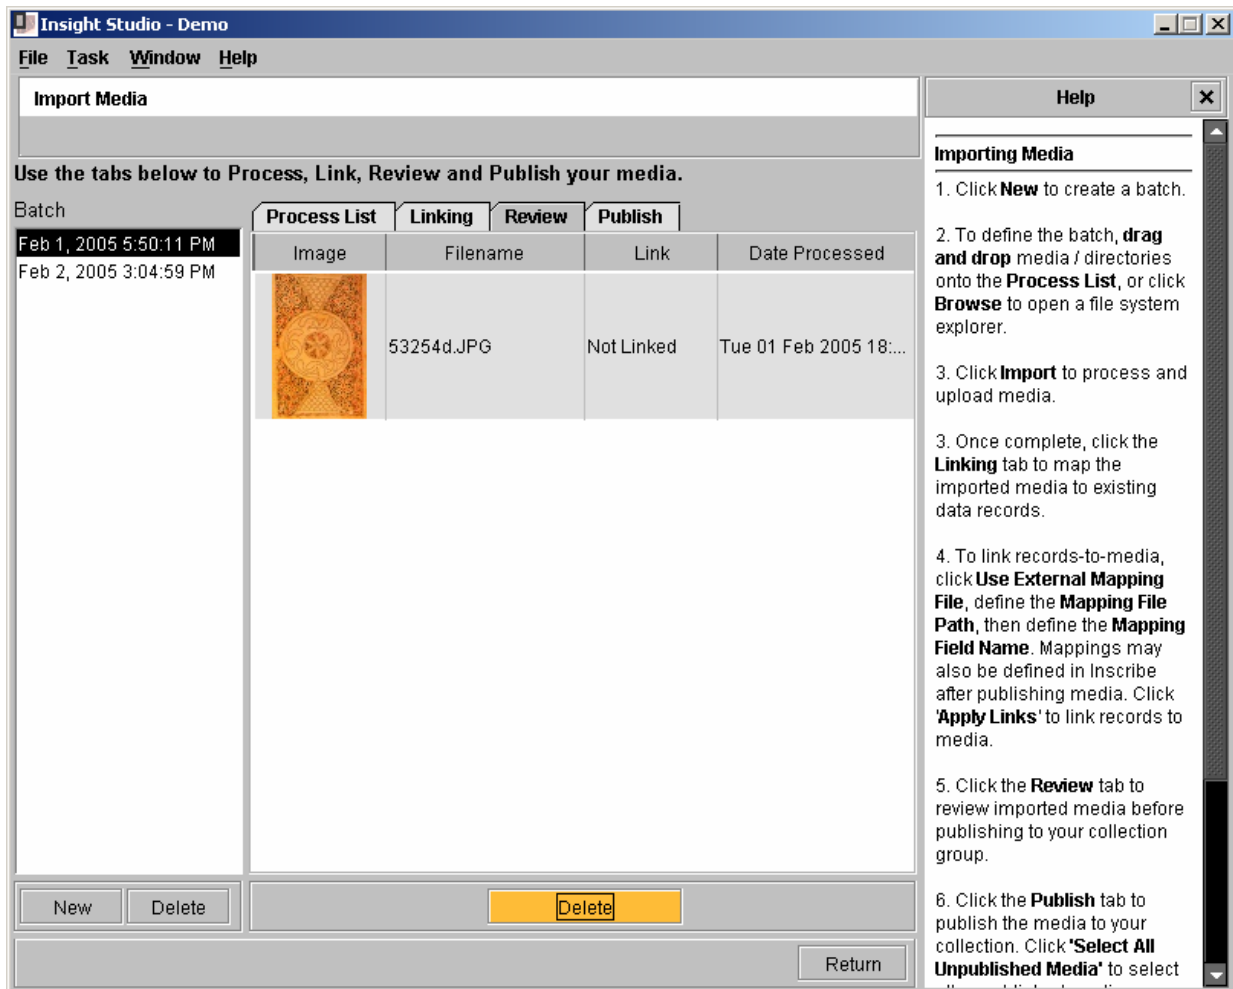 Insight Studio - Demo
File Task Window Help
Import Media
Use the tabs below to Process, Link, Review and Publish your media.
Batch
Feb 1, 2005 5:50:11 PM
Feb 2, 2005 3:04:59 PM
Process List Linking Review Publish
Image Filename Link Date Processed
53254d.JPG Not Linked Tue 01 Feb 2005 18:...
New Delete
Delete
Return
Help
Importing Media
1. Click New to create a batch.
2. To define the batch, drag
and drop media / directories
onto the Process List, or click
Browse to open a file system
explorer.
3. Click Import to process and
upload media.
3. Once complete, click the
Linking tab to map the
imported media to existing
data records.
4. To link records-to-media,
click Use External Mapping
File, define the Mapping File
Path, then define the Mapping
Field Name. Mappings may
also be defined in Inscribe
after publishing media. Click
'Apply Links' to link records to
media.
5. Click the Review tab to
review imported media before
publishing to your collection
group.
6. Click the Publish tab to
publish the media to your
collection. Click 'Select All
Unpublished Media' to select